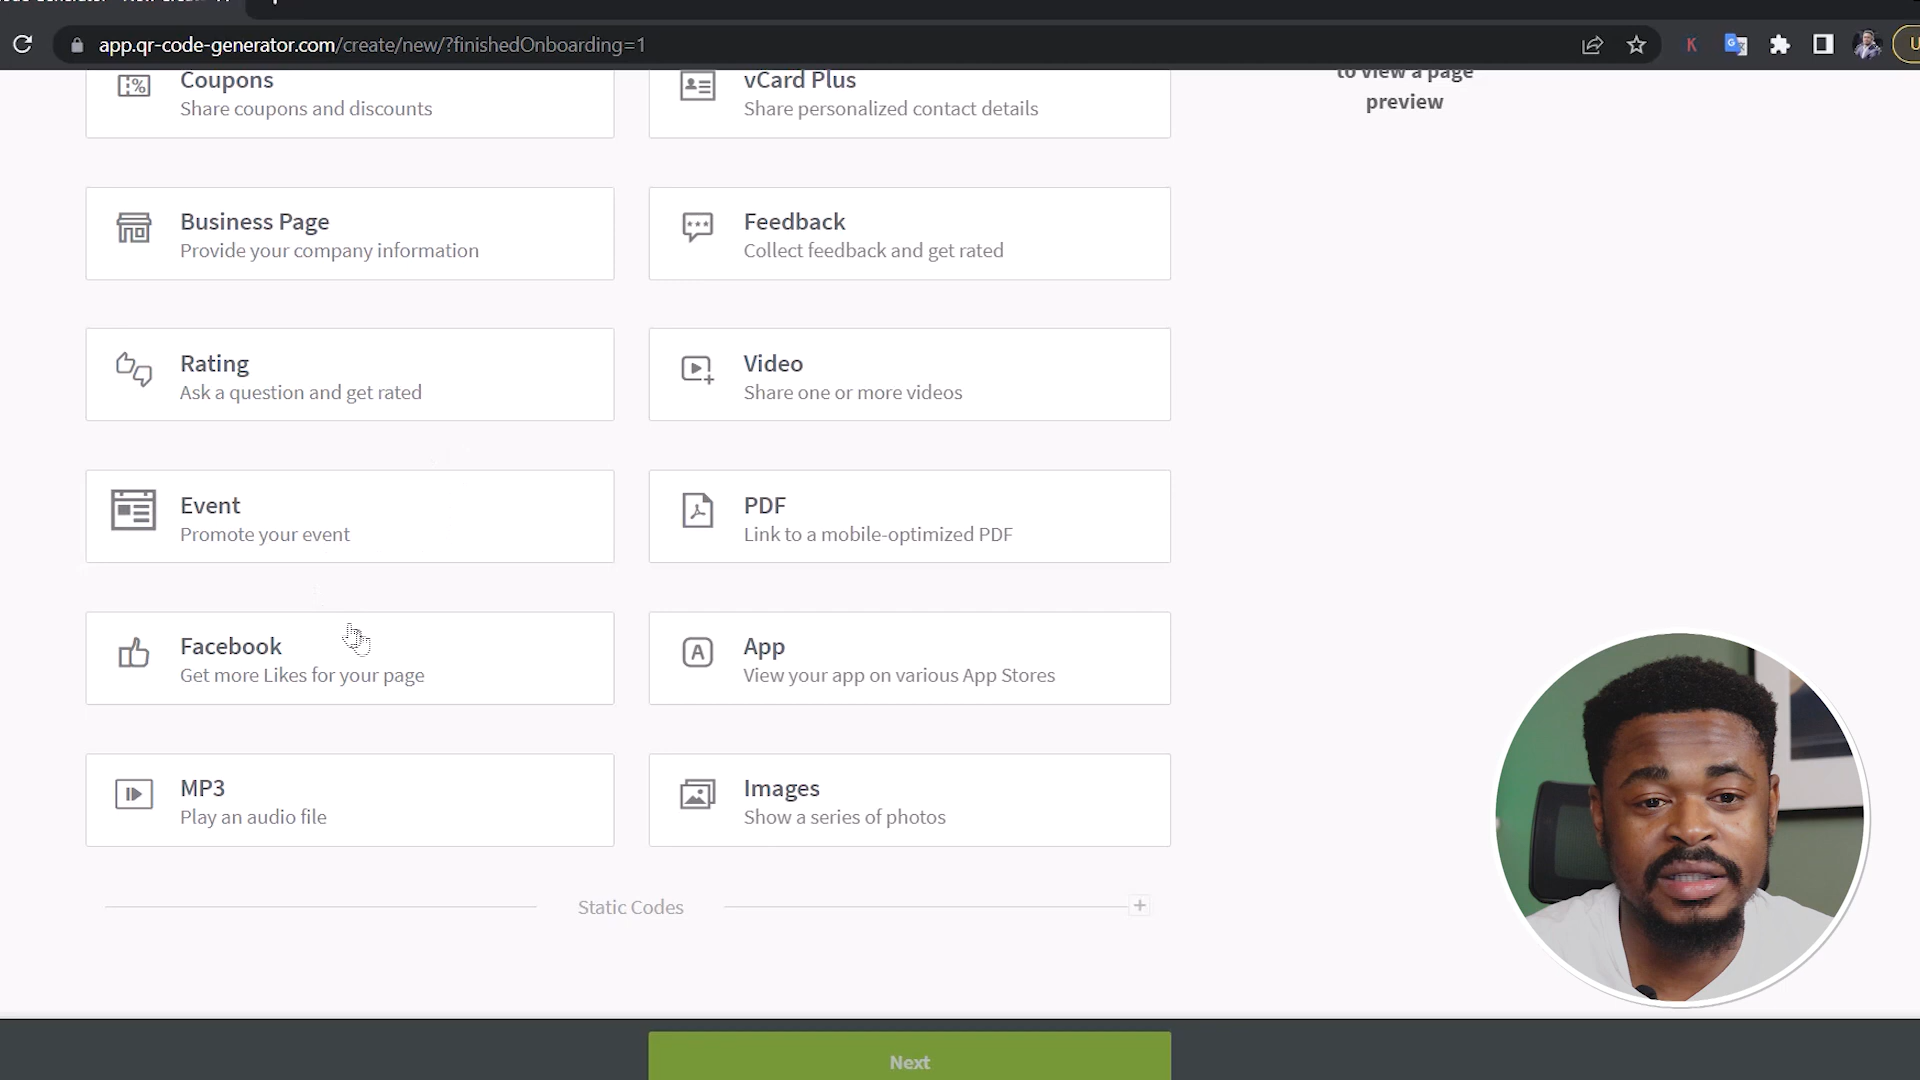 app.qr-code-generator.com/create/new/?finishedOnboarding=1
Coupons
Share coupons and discounts
vCard Plus
Share personalized contact details
to view a page
preview
Business Page
Provide your company information
Feedback
Collect feedback and get rated
Rating
Ask a question and get rated
Video
Share one or more videos
Event
Promote your event
PDF
Link to a mobile-optimized PDF
Facebook
Get more Likes for your page
App
View your app on various App Stores
MP3
Play an audio file
Images
Show a series of photos
Static Codes
Next